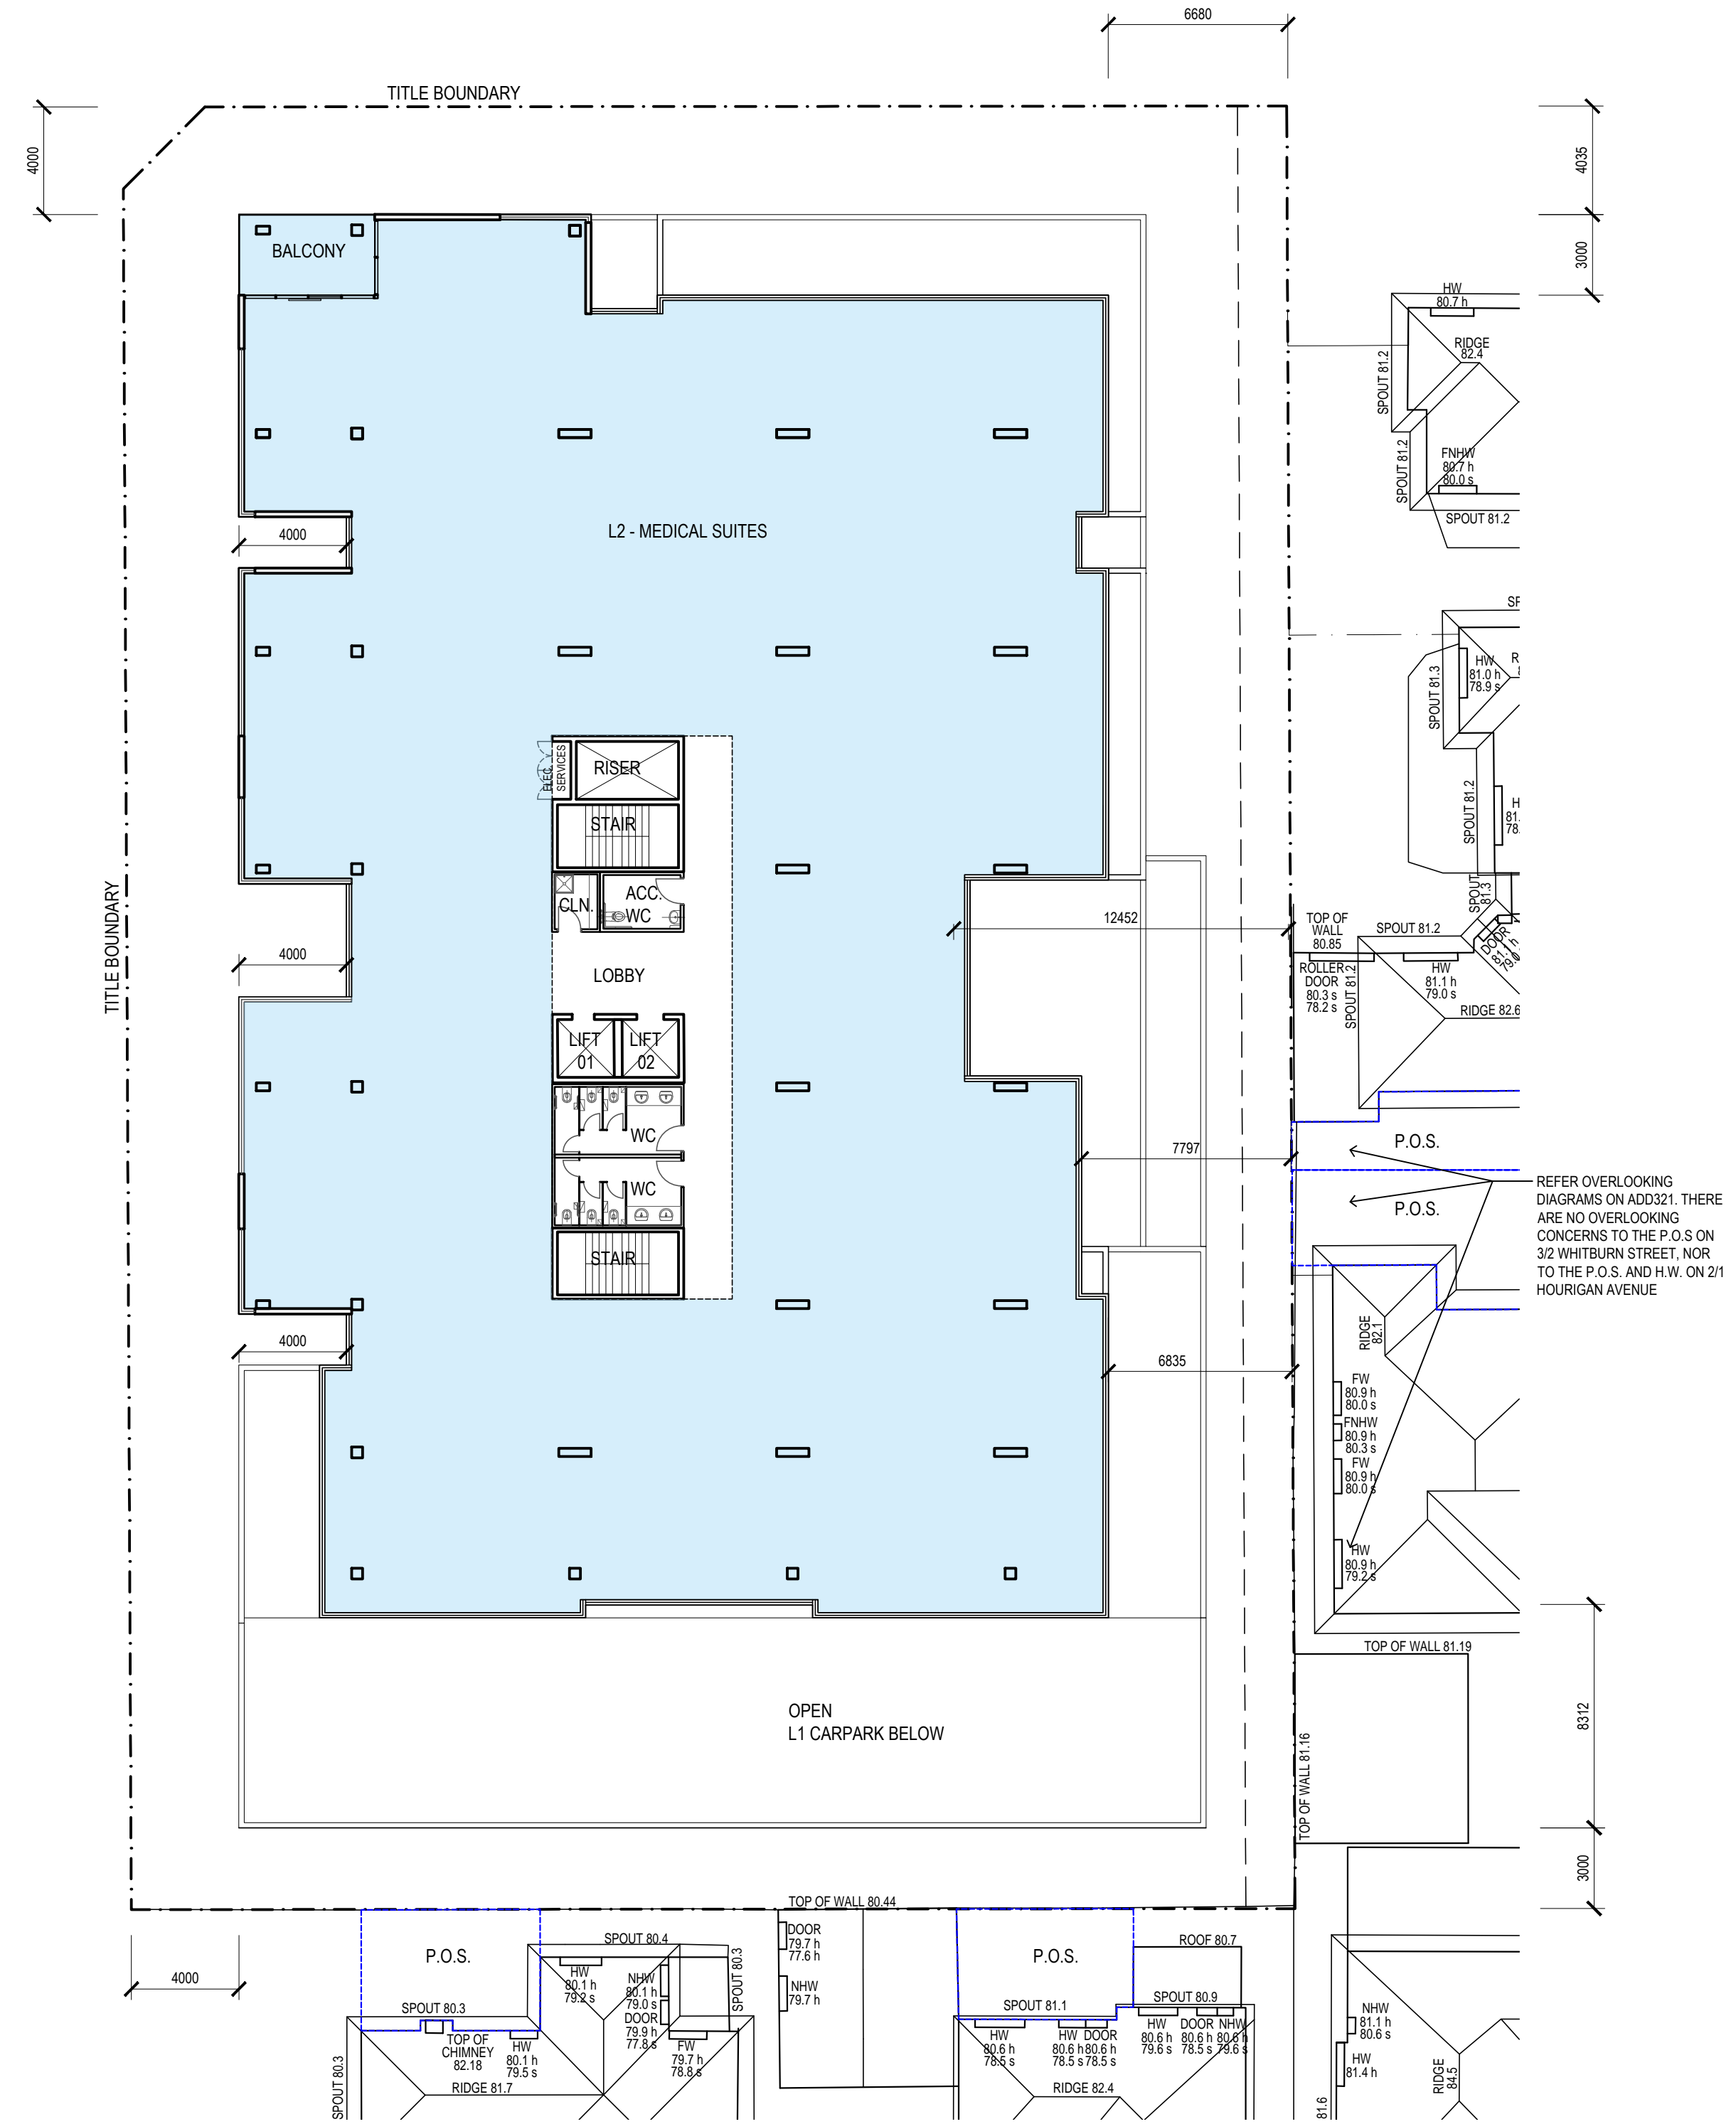 6680
TITLE BOUNDARY
4000
4035
BALCONY
3000
HW
80.7 h
RIDGE
82.4
SPOUT 81.2
SPOUT 81.2
FNHW
80.7 h
80.0 s
SPOUT 81.2
4000
L2 - MEDICAL SUITES
HW
81.0 h
78.9 s
SPOUT 81.3
SPOUT 81.2
ELEC.
SERVICES
RISER
STAIR
CLN.
ACC.
WC
LOBBY
LIFT
01
LIFT
02
WC
WC
STAIR
TITLE BOUNDARY
4000
12452
TOP OF
WALL
80.85
SPOUT 81.2
SPOUT
81.3
DOOR
81.1 h
ROLLER
DOOR
80.3 s
78.2 s
SPOUT 81.2
HW
81.1 h
79.0 s
RIDGE 82.6
7797
P.O.S.
P.O.S.
REFER OVERLOOKING
DIAGRAMS ON ADD321. THERE
ARE NO OVERLOOKING
CONCERNS TO THE P.O.S ON
3/2 WHITBURN STREET, NOR
TO THE P.O.S. AND H.W. ON 2/1
HOURIGAN AVENUE
4000
6835
RIDGE
82.1
FW
80.9 h
80.0 s
FNHW
80.9 h
80.3 s
FW
80.9 h
80.0 s
HW
80.9 h
79.2 s
TOP OF WALL 81.19
OPEN
L1 CARPARK BELOW
TOP OF WALL 81.16
8312
3000
TOP OF WALL 80.44
4000
P.O.S.
SPOUT 80.4
HW
80.1 h
79.2 s
NHW
80.1 h
79.0 s
DOOR
79.9 h
77.8 s
SPOUT 80.3
SPOUT 80.3
TOP OF
CHIMNEY
82.18
HW
80.1 h
79.5 s
FW
79.7 h
78.8 s
RIDGE 81.7
SPOUT 80.3
DOOR
79.7 h
77.6 h
NHW
79.7 h
P.O.S.
ROOF 80.7
SPOUT 81.1
SPOUT 80.9
HW
80.6 h
78.5 s
HW
80.6 h
78.5 s
DOOR
80.6 h
78.5 s
HW
80.6 h
79.6 s
DOOR
80.6 h
78.5 s
NHW
80.6 h
79.6 s
RIDGE 82.4
NHW
81.1 h
80.6 s
HW
81.4 h
RIDGE
84.5
81.6